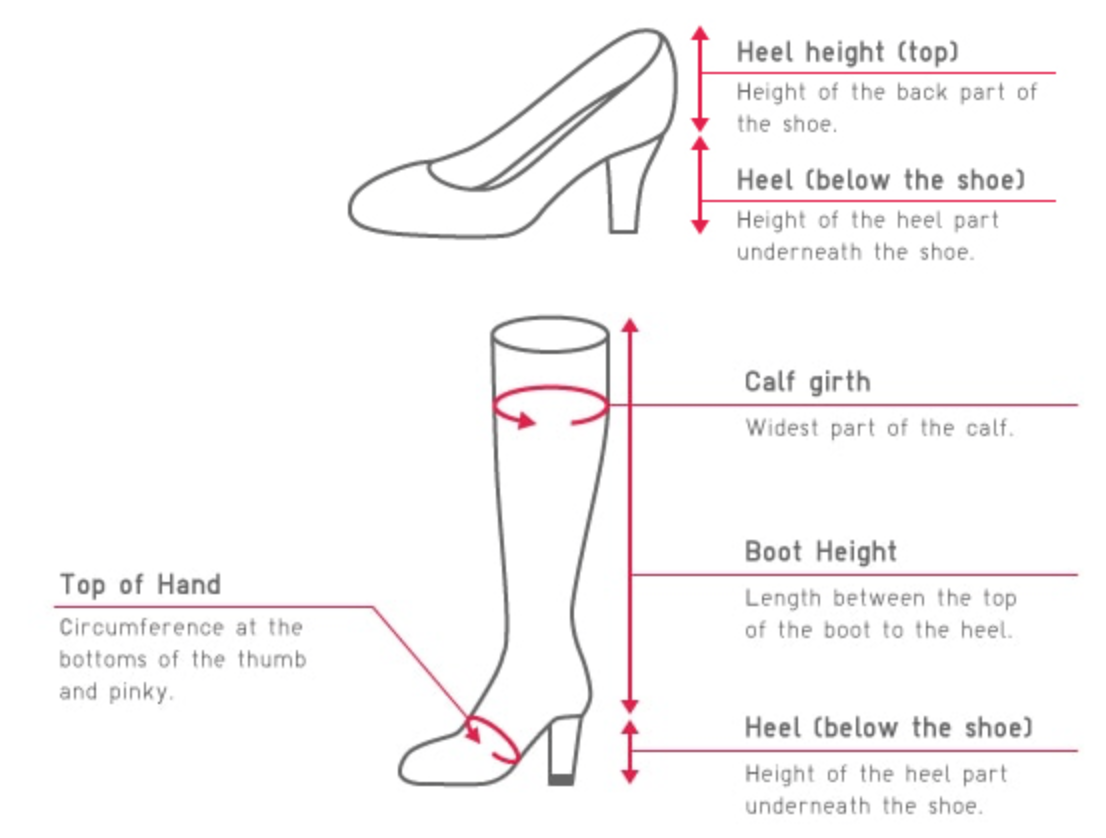 Heel height (top)
Height of the back part of
the shoe.
Heel (below the shoe)
Height of the heel part
underneath the shoe.
Calf girth
Widest part of the calf.
Boot Height
Length between the top
of the boot to the heel.
Top of Hand
Circumference at the
bottoms of the thumb
and pinky.
Heel (below the shoe)
Height of the heel part
underneath the shoe.